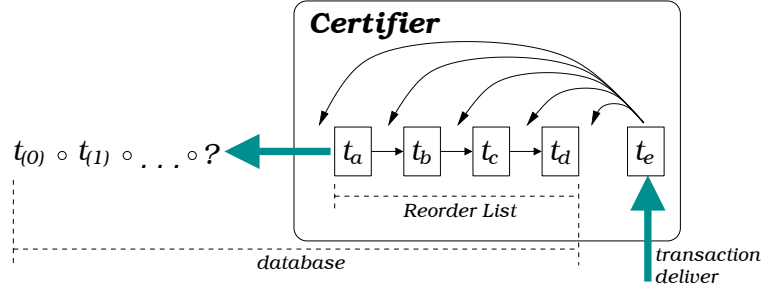 Certifier
t(0) ∘ t(1) ∘ . . . ∘ ? ta tb tc td te
Reorder List
database
transaction
deliver